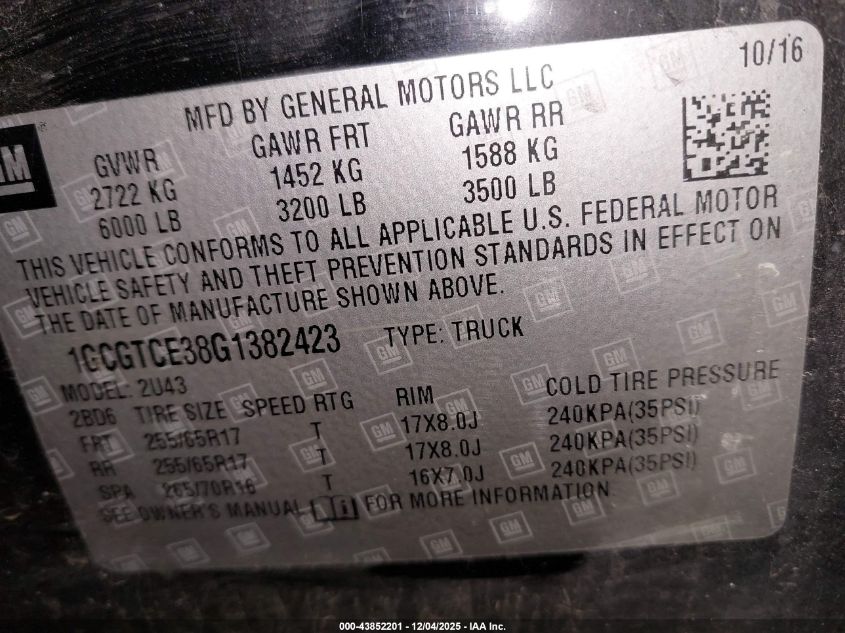 10/16
MFD BY GENERAL MOTORS LLC
GVWR GAWR FRT GAWR RR
2722 KG 1452 KG 1588 KG
6000 LB 3200 LB 3500 LB
THIS VEHICLE CONFORMS TO ALL APPLICABLE U.S. FEDERAL MOTOR
VEHICLE SAFETY AND THEFT PREVENTION STANDARDS IN EFFECT ON
THE DATE OF MANUFACTURE SHOWN ABOVE.
1GCGTCE38G1382423 TYPE: TRUCK
MODEL: 2U43
2BD6 TIRE SIZE SPEED RTG RIM COLD TIRE PRESSURE
FRT 255/65R17 T 17X8.0J 240KPA(35PSI)
RR 255/65R17 T 17X8.0J 240KPA(35PSI)
SPA 265/70R16 T 16X7.0J 240KPA(35PSI)
SEE OWNER'S MANUAL FOR MORE INFORMATION
000-43852201 - 12/04/2025 - IAA Inc.